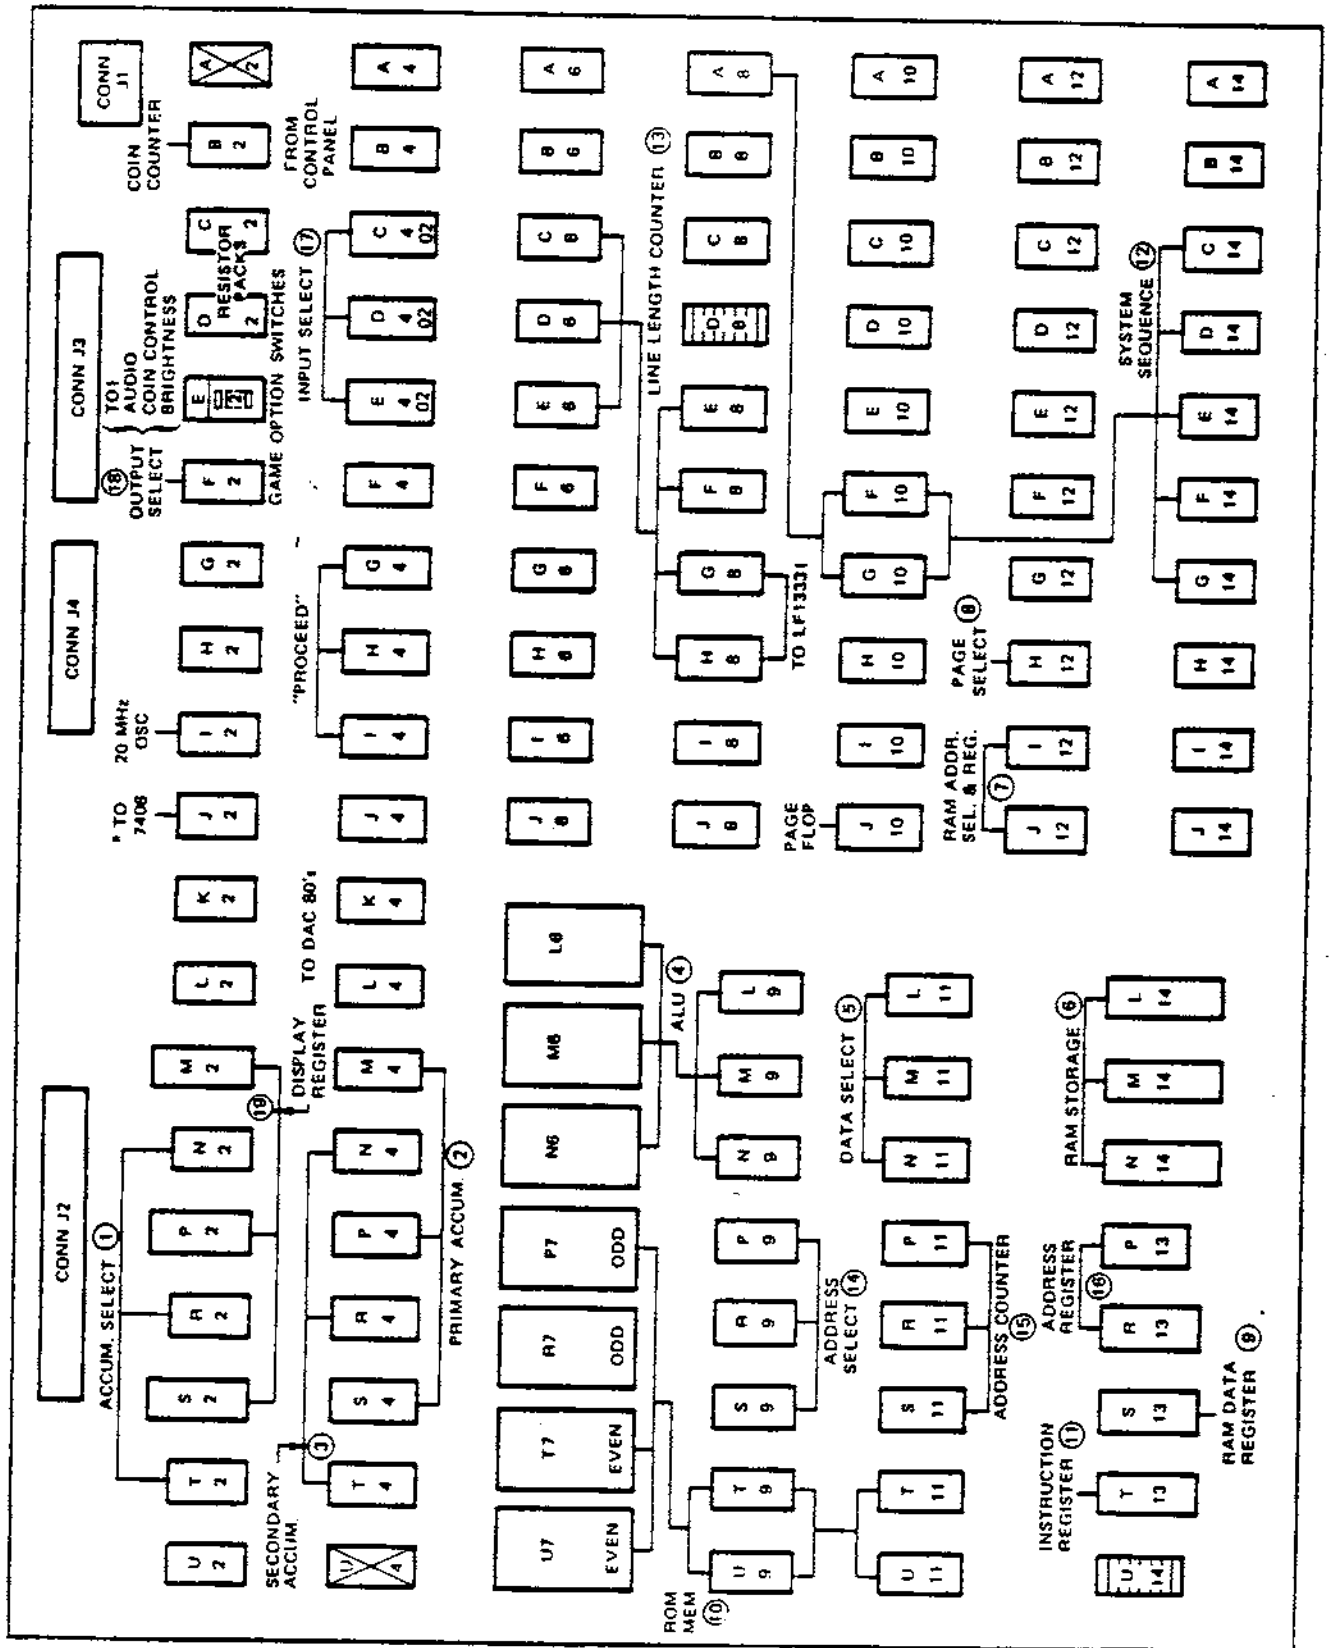 CONN J2
CONN J4
CONN J3
CONN J1
ACCUM. SELECT 1
" TO
7406
20 MHz
OSC
18
OUTPUT
SELECT
TO:
AUDIO
COIN CONTROL
BRIGHTNESS
COIN
COUNTER
U 2
T 2
S 2
R 2
P 2
N 2
M 2
L 2
K 2
J 2
I 2
H 2
G 2
F 2
E 2
D 2
C 2
B 2
A 2
RESISTOR
PACKS
GAME OPTION SWITCHES
SECONDARY
ACCUM.
3
19
DISPLAY
REGISTER
TO DAC 80's
"PROCEED"
INPUT SELECT 17
FROM
CONTROL
PANEL
U 4
T 4
S 4
R 4
P 4
N 4
M 4
L 4
K 4
J 4
I 4
H 4
G 4
F 4
E 4 02
D 4 02
C 4 02
B 4
A 4
PRIMARY ACCUM. 2
U7 EVEN
T7 EVEN
R7 ODD
P7 ODD
N6
M6
L6
J 6
I 6
H 6
G 6
F 6
E 6
D 6
C 6
B 6
A 6
ROM
MEM
10
ALU 4
LINE LENGTH COUNTER 13
U 9
T 9
S 9
R 9
P 9
N 9
M 9
L 9
J 8
I 8
H 8
G 8
F 8
E 8
D 8
C 8
B 8
A 8
TO LF13331
ADDRESS
SELECT 14
DATA SELECT 5
PAGE
FLOP
U 11
T 11
S 11
R 11
P 11
N 11
M 11
L 11
J 10
I 10
H 10
G 10
F 10
E 10
D 10
C 10
B 10
A 10
ADDRESS COUNTER
15
RAM ADDR.
SEL. & REG.
7
PAGE
SELECT 8
J 12
I 12
H 12
G 12
F 12
E 12
D 12
C 12
B 12
A 12
INSTRUCTION
REGISTER 11
ADDRESS
REGISTER
16
RAM STORAGE 6
SYSTEM
SEQUENCE 12
U 14
T 13
S 13
R 13
P 13
N 14
M 14
L 14
J 14
I 14
H 14
G 14
F 14
E 14
D 14
C 14
B 14
A 14
RAM DATA
REGISTER 9